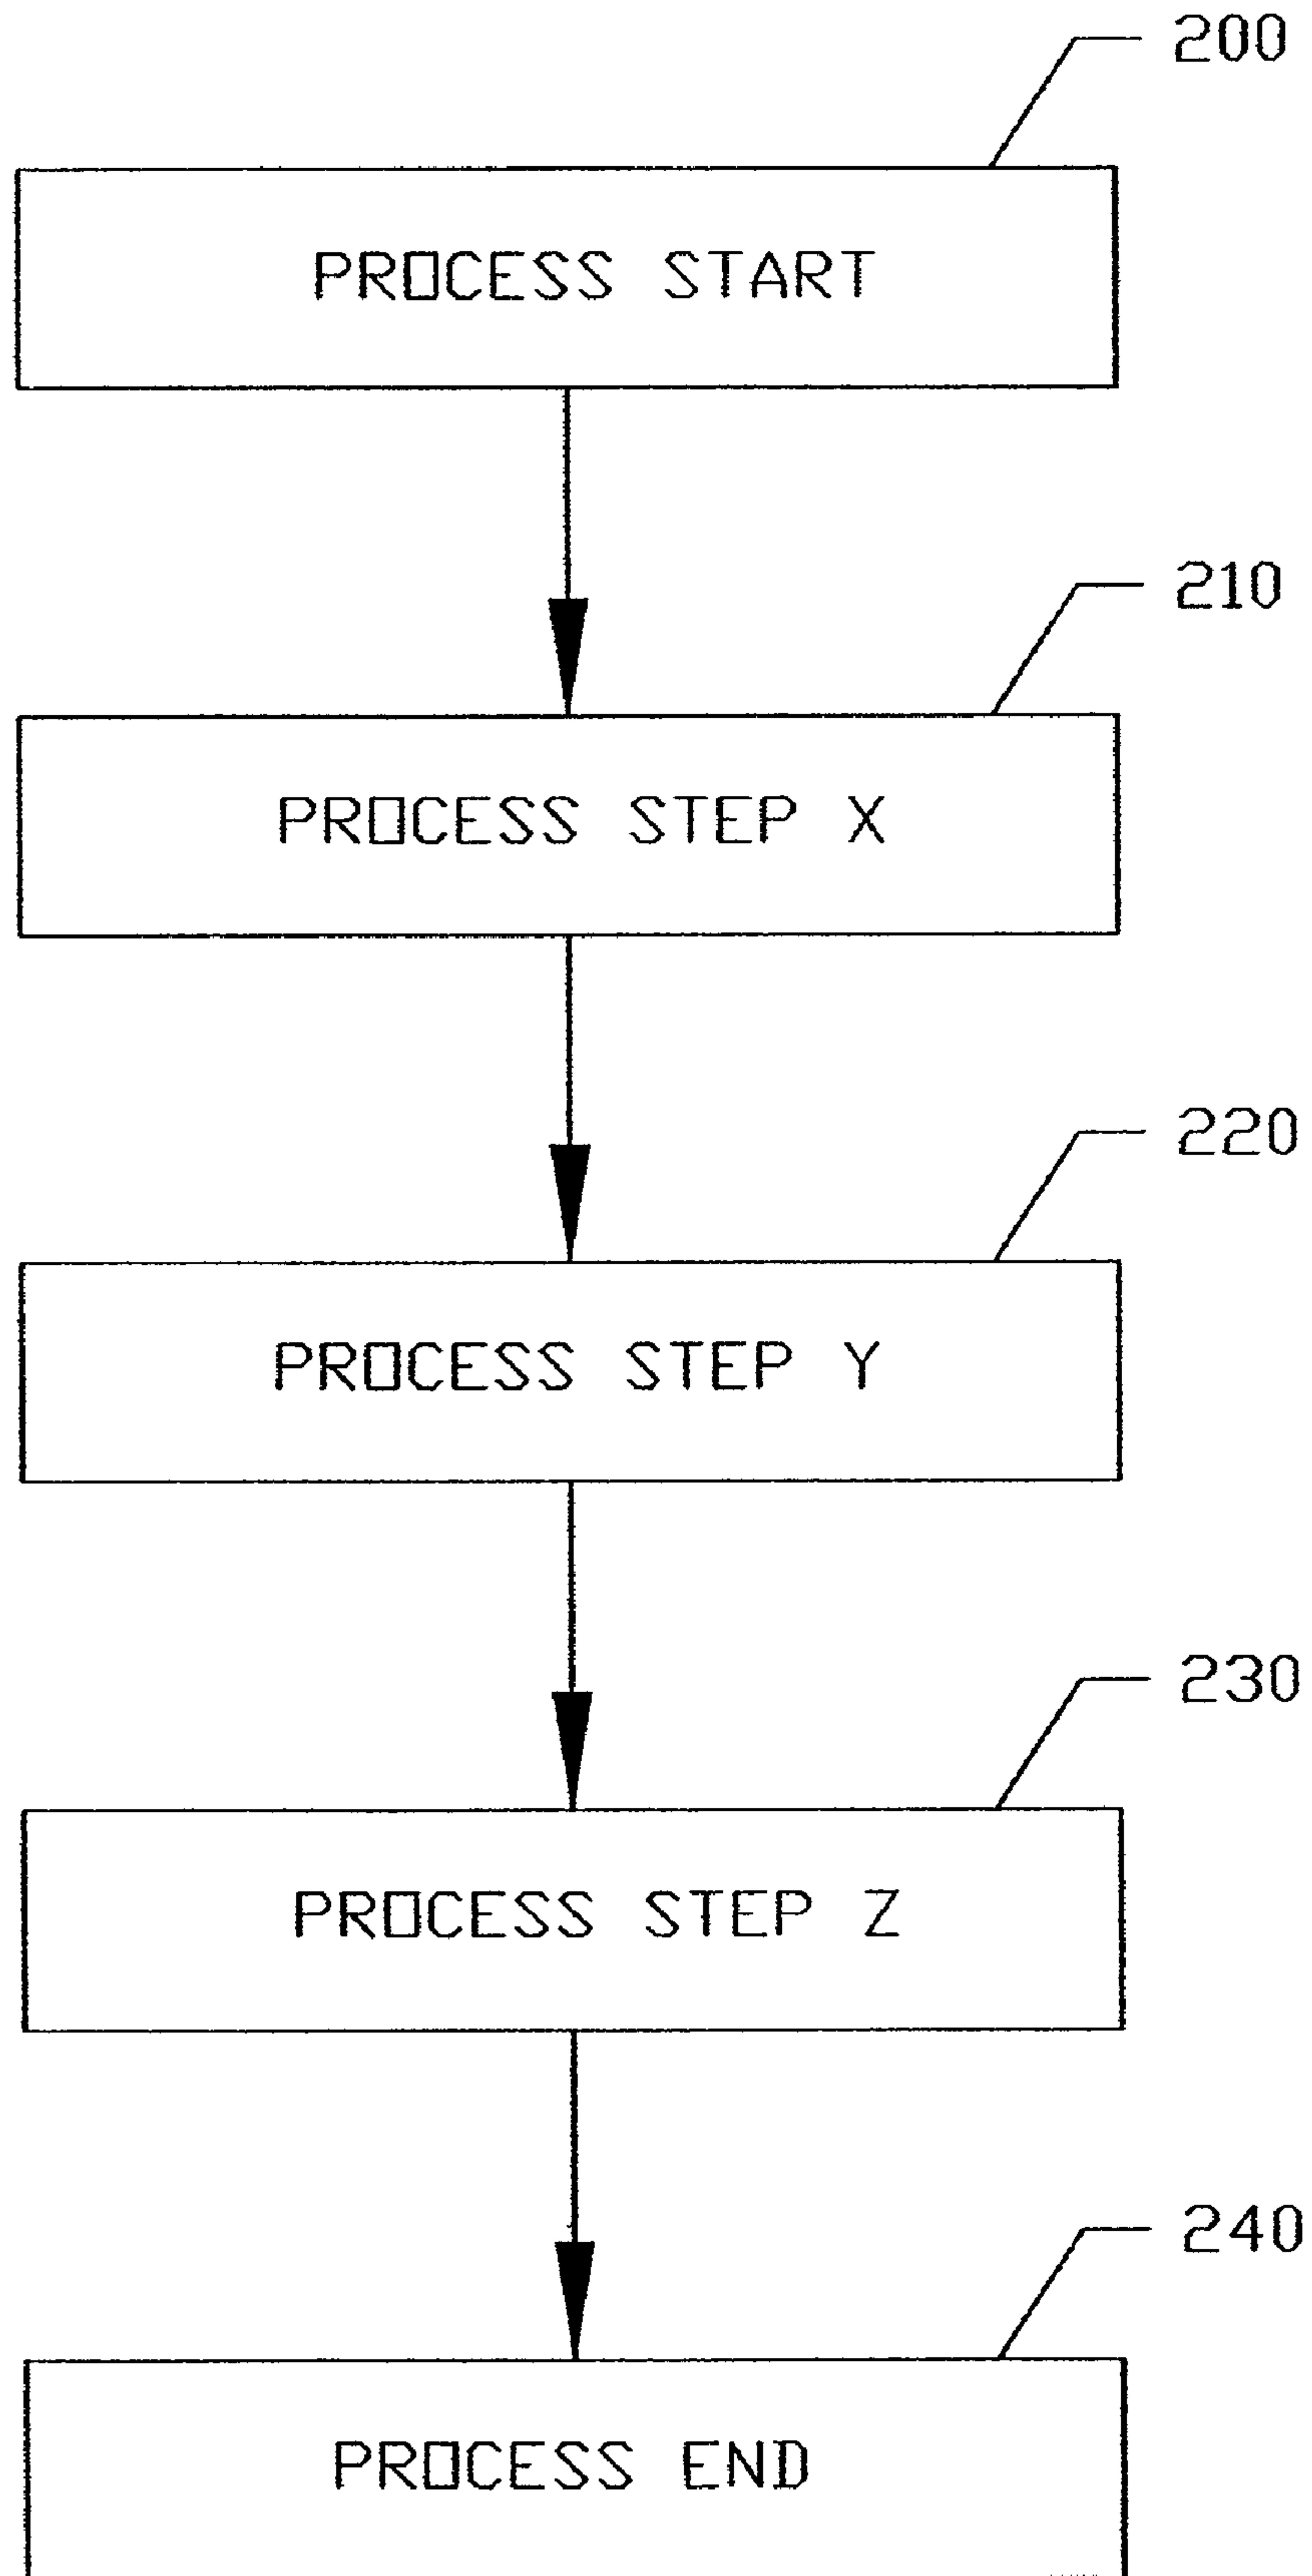 200
PROCESS START
210
PROCESS STEP X
220
PROCESS STEP Y
230
PROCESS STEP Z
240
PROCESS END